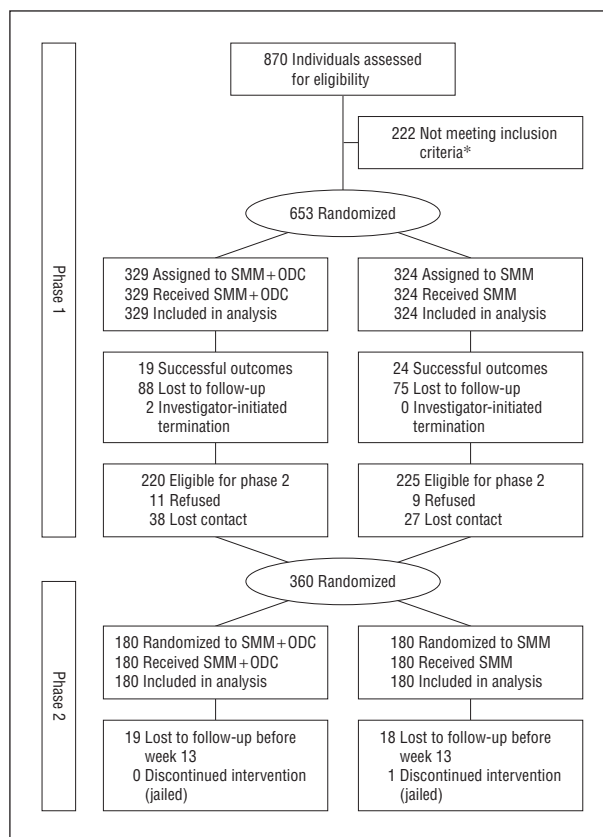 870 Individuals assessed
for eligibility
222 Not meeting inclusion
criteria*
653 Randomized
Phase 1
329 Assigned to SMM+ODC
329 Received SMM+ODC
329 Included in analysis
324 Assigned to SMM
324 Received SMM
324 Included in analysis
19 Successful outcomes
88 Lost to follow-up
2 Investigator-initiated
termination
24 Successful outcomes
75 Lost to follow-up
0 Investigator-initiated
termination
220 Eligible for phase 2
11 Refused
38 Lost contact
225 Eligible for phase 2
9 Refused
27 Lost contact
360 Randomized
Phase 2
180 Randomized to SMM+ODC
180 Received SMM+ODC
180 Included in analysis
180 Randomized to SMM
180 Received SMM
180 Included in analysis
19 Lost to follow-up before
week 13
0 Discontinued intervention
(jailed)
18 Lost to follow-up before
week 13
1 Discontinued intervention
(jailed)